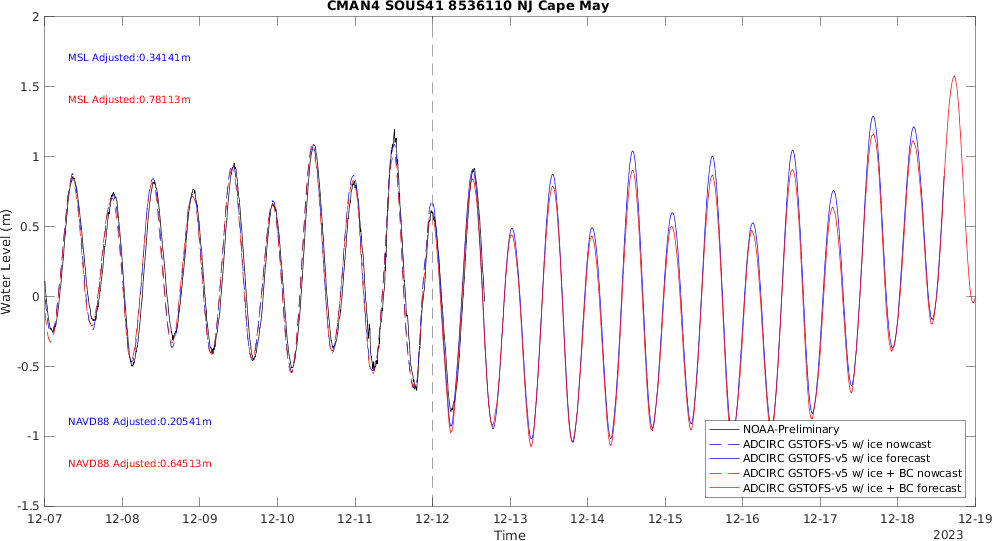 CMAN4 SOUS41 8536110 NJ Cape May
2
1.5
1
0.5
0
-0.5
-1
-1.5
Water Level (m)
MSL Adjusted:0.34141m
MSL Adjusted:0.78113m
NAVD88 Adjusted:0.20541m
NAVD88 Adjusted:0.64513m
NOAA-Preliminary
ADCIRC GSTOFS-v5 w/ ice nowcast
ADCIRC GSTOFS-v5 w/ ice forecast
ADCIRC GSTOFS-v5 w/ ice + BC nowcast
ADCIRC GSTOFS-v5 w/ ice + BC forecast
12-07 12-08 12-09 12-10 12-11 12-12 12-13 12-14 12-15 12-16 12-17 12-18 12-19
Time
2023